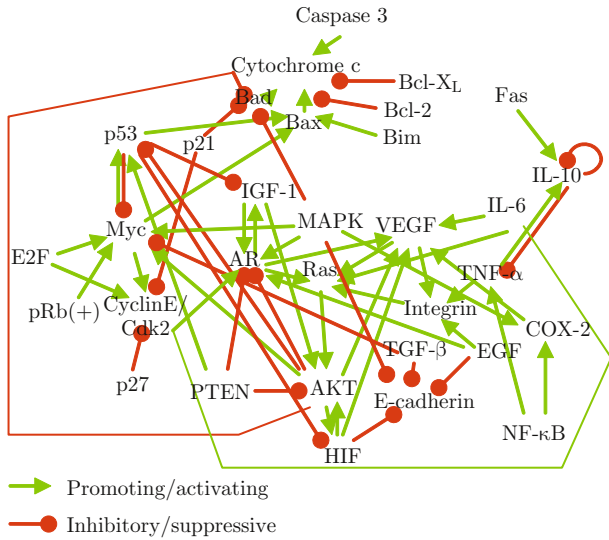 Caspase 3
Cytochrome c
Bad
Bcl-X_L
Bcl-2
Fas
Bax
p53
p21
Bim
IL-10
IGF-1
IL-6
Myc
MAPK
VEGF
E2F
AR
Ras
TNF-α
pRb(+)
CyclinE/
Cdk2
Integrin
COX-2
TGF-β
EGF
p27
PTEN
AKT
E-cadherin
NF-κB
HIF
Promoting/activating
Inhibitory/suppressive